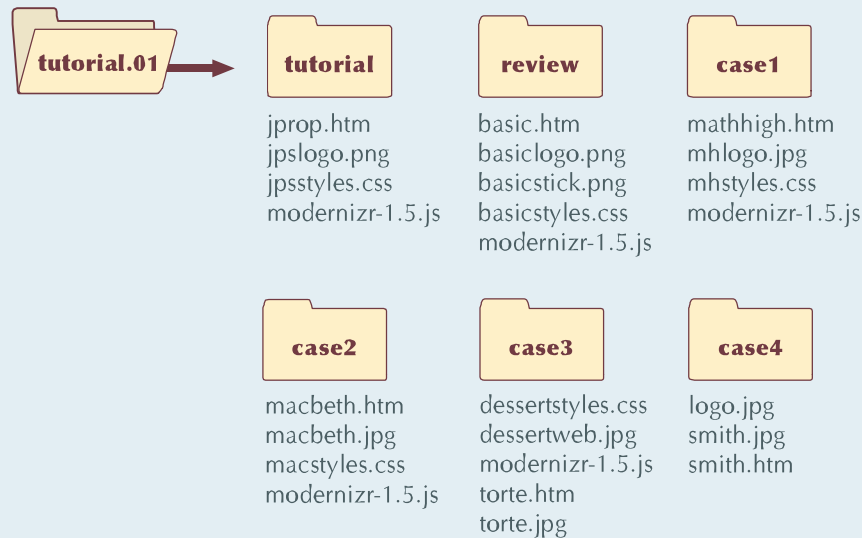 tutorial.01
tutorial
jprop.htm
jpslogo.png
jpsstyles.css
modernizr-1.5.js
review
basic.htm
basiclogo.png
basicstick.png
basicstyles.css
modernizr-1.5.js
case1
mathhigh.htm
mhlogo.jpg
mhstyles.css
modernizr-1.5.js
case2
macbeth.htm
macbeth.jpg
macstyles.css
modernizr-1.5.js
case3
dessertstyles.css
dessertweb.jpg
modernizr-1.5.js
torte.htm
torte.jpg
case4
logo.jpg
smith.jpg
smith.htm